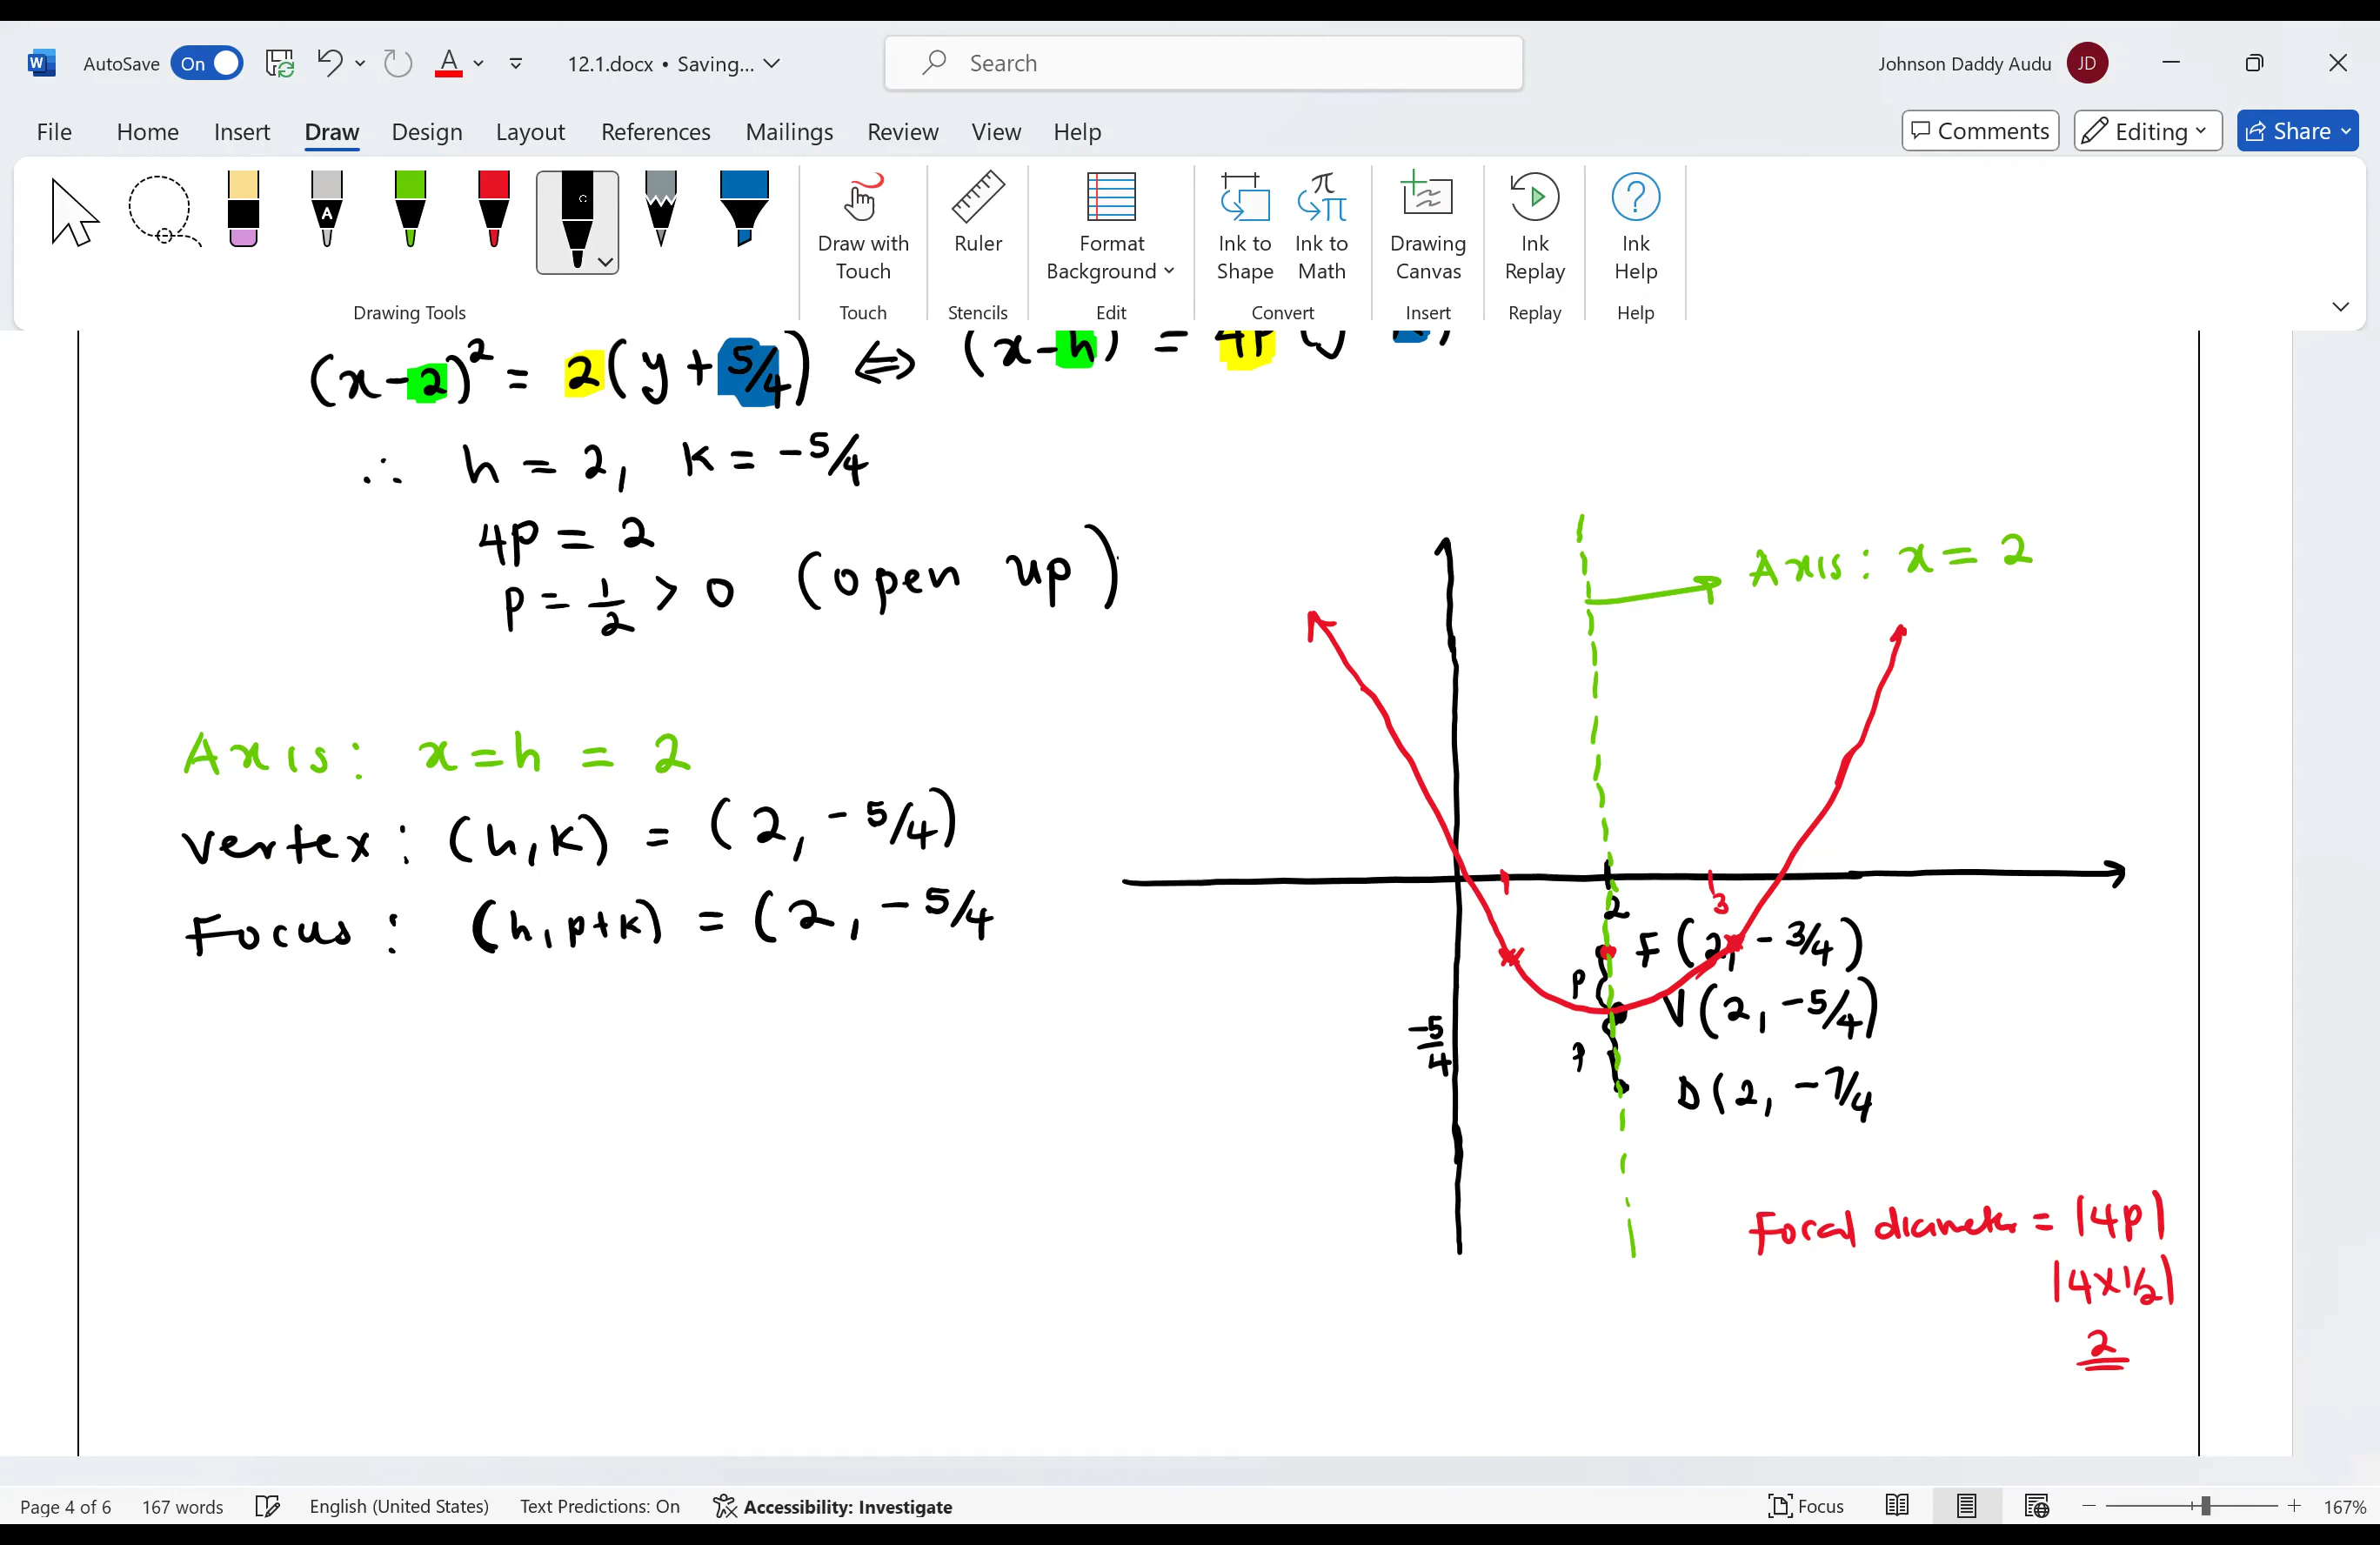 AutoSave On 12.1.docx • Saving... Search Johnson Daddy Audu JD
File Home Insert Draw Design Layout References Mailings Review View Help Comments Editing Share
Draw with Touch Ruler Format Background Ink to Shape Ink to Math Drawing Canvas Ink Replay Ink Help
Drawing Tools Touch Stencils Edit Convert Insert Replay Help
(x-2)² = 2(y+5/4) ⇔ (x-h) = 4p
∴ h = 2, k = -5/4
4p = 2
p = 1/2 > 0 (open up)
Axis: x = 2
Axis: x=h = 2
Vertex: (h,k) = (2, -5/4)
Focus: (h,p+k) = (2, -5/4
2 3
F(2, -3/4)
p
V(2, -5/4)
-5/4
D(2, -7/4
Focal diameter = |4p|
|4x1/2|
2
Page 4 of 6 167 words English (United States) Text Predictions: On Accessibility: Investigate Focus 167%